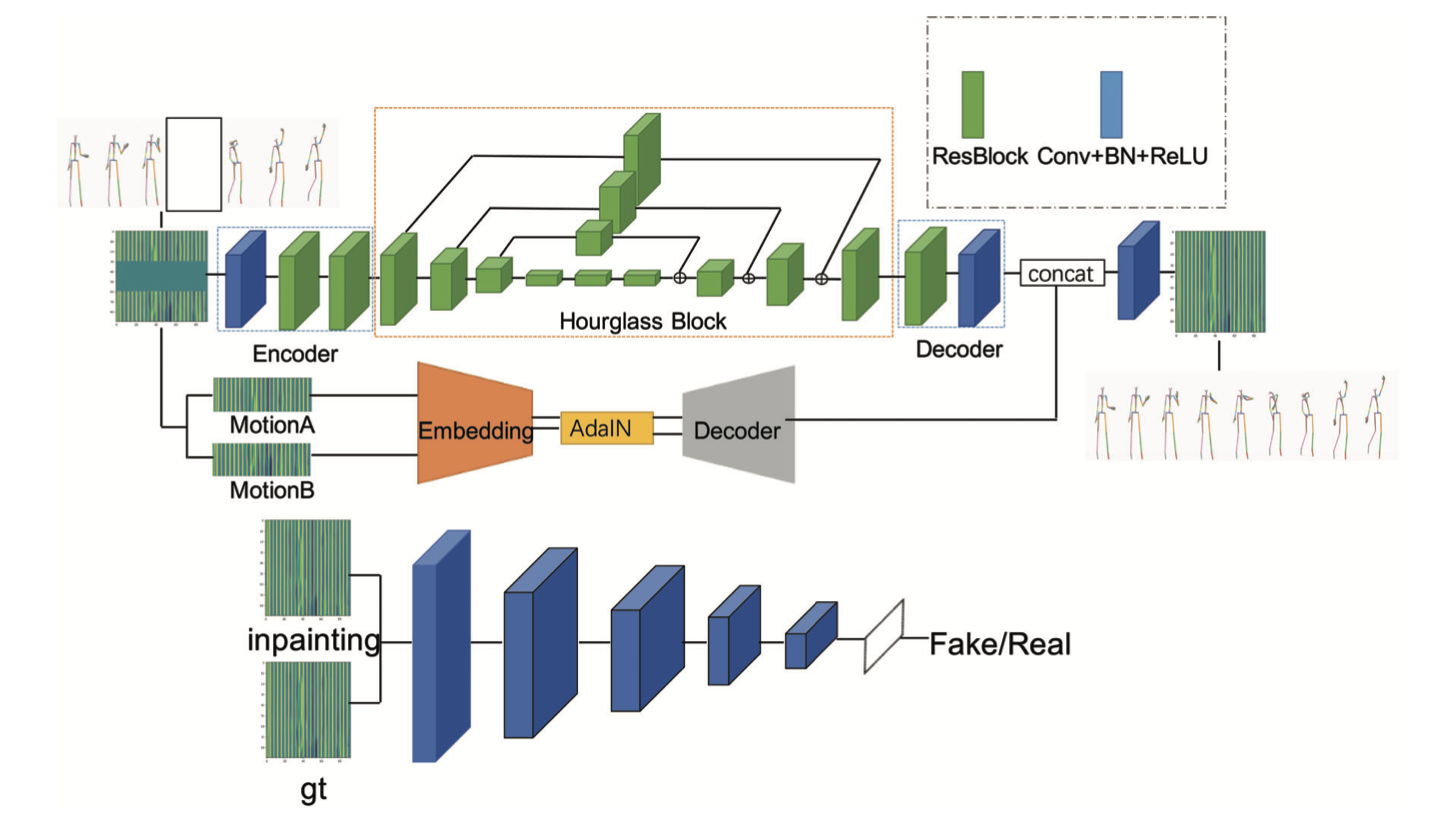 ResBlock Conv+BN+ReLU
Hourglass Block
Encoder
Decoder
concat
MotionA
MotionB
Embedding
AdaIN
Decoder
inpainting
gt
Fake/Real